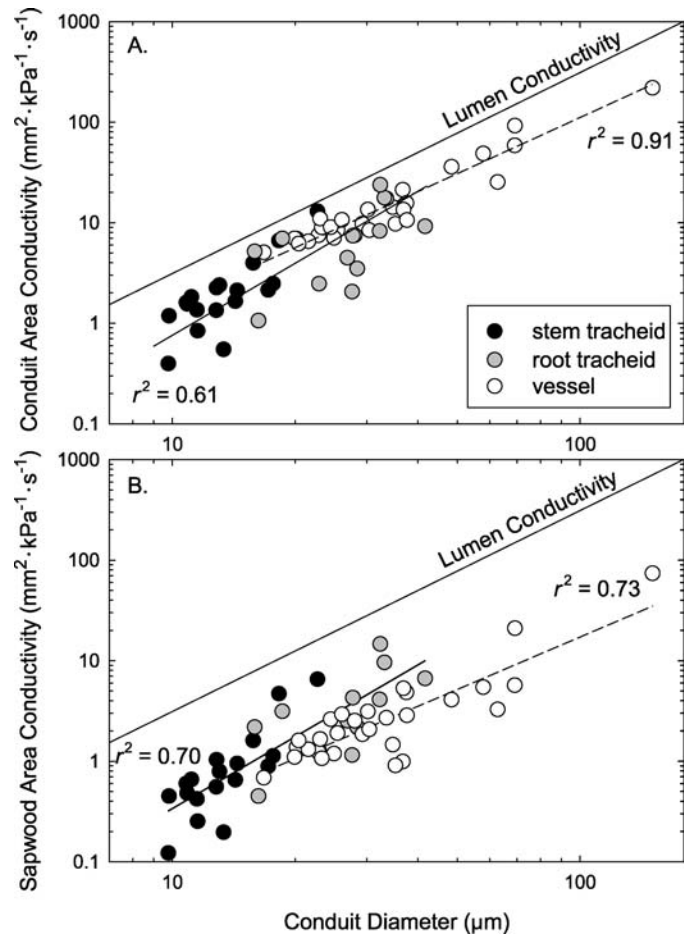 1000
A.
Lumen Conductivity
100
r² = 0.91
10
1
stem tracheid
root tracheid
vessel
r² = 0.61
0.1
10
100
Conduit Area Conductivity (mm²·kPa⁻¹·s⁻¹)
1000
B.
Lumen Conductivity
100
r² = 0.73
10
r² = 0.70
1
0.1
10
100
Sapwood Area Conductivity (mm²·kPa⁻¹·s⁻¹)
Conduit Diameter (μm)